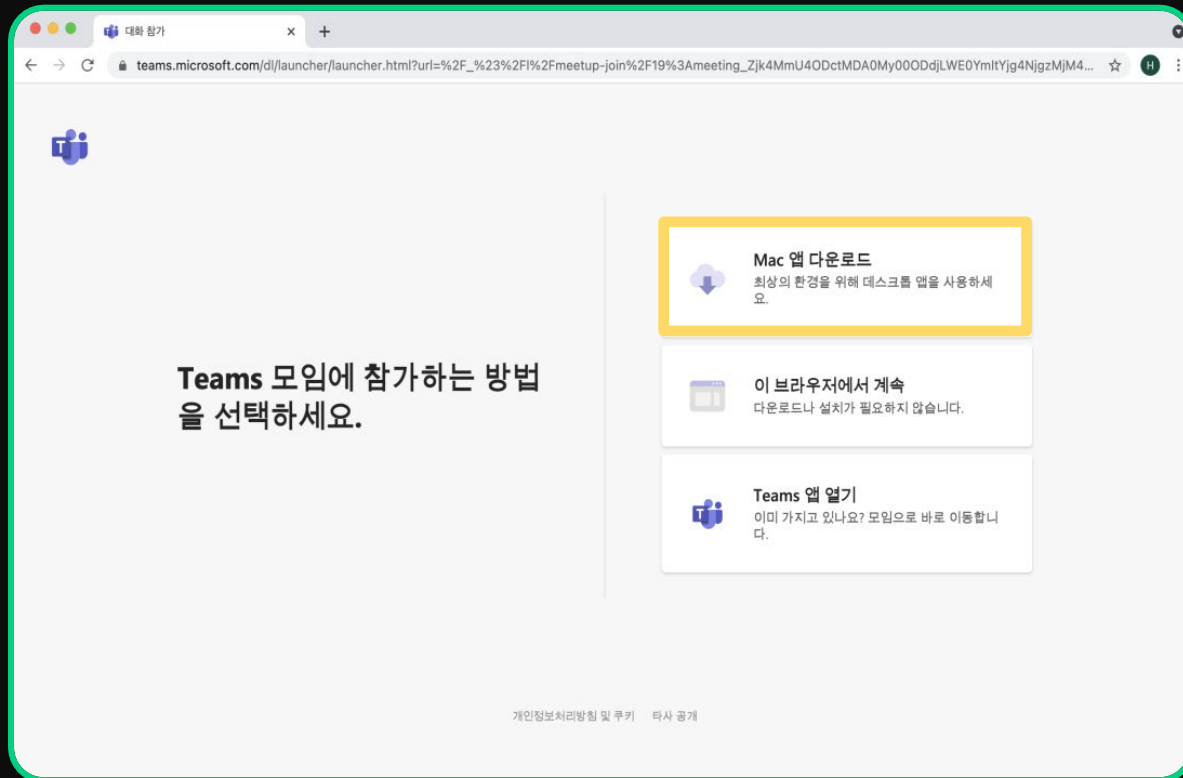 대화 참가
teams.microsoft.com/dl/launcher/launcher.html?url=%2F_%23%2Fl%2Fmeetup-join%2F19%3Ameeting_Zjk4MmU4ODctMDA0My00ODdjLWE0YmItYjg4NjgzMjM4...
H
T
Mac 앱 다운로드
최상의 환경을 위해 데스크톱 앱을 사용하세
요.
Teams 모임에 참가하는 방법
을 선택하세요.
이 브라우저에서 계속
다운로드나 설치가 필요하지 않습니다.
T
Teams 앱 열기
이미 가지고 있나요? 모임으로 바로 이동합니
다.
개인정보처리방침 및 쿠키 타사 공개